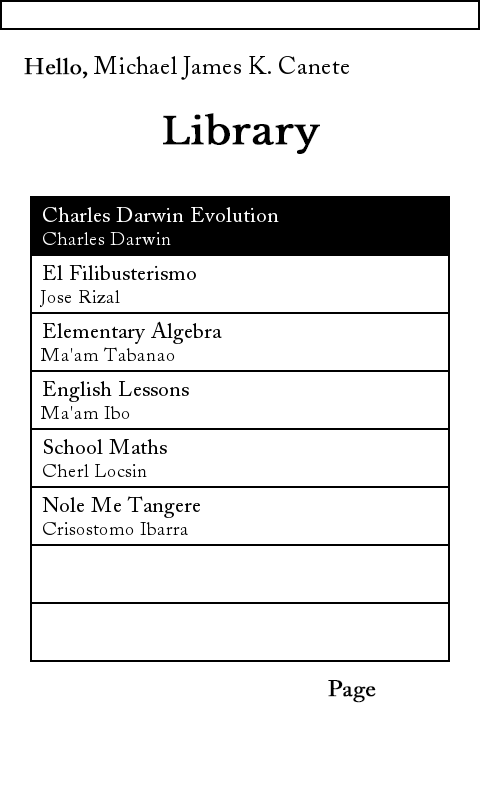 Hello, Michael James K. Canete
Library
Charles Darwin Evolution
Charles Darwin
El Filibusterismo
Jose Rizal
Elementary Algebra
Ma'am Tabanao
English Lessons
Ma'am Ibo
School Maths
Cherl Locsin
Nole Me Tangere
Crisostomo Ibarra
Page